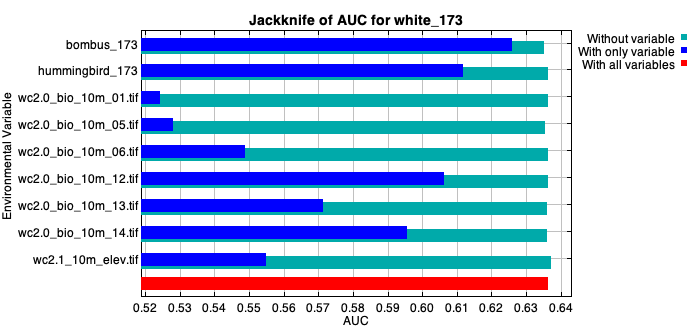 Jackknife of AUC for white_173
Without variable
With only variable
With all variables
Environmental Variable
bombus_173
hummingbird_173
wc2.0_bio_10m_01.tif
wc2.0_bio_10m_05.tif
wc2.0_bio_10m_06.tif
wc2.0_bio_10m_12.tif
wc2.0_bio_10m_13.tif
wc2.0_bio_10m_14.tif
wc2.1_10m_elev.tif
0.52 0.53 0.54 0.55 0.56 0.57 0.58 0.59 0.60 0.61 0.62 0.63 0.64
AUC